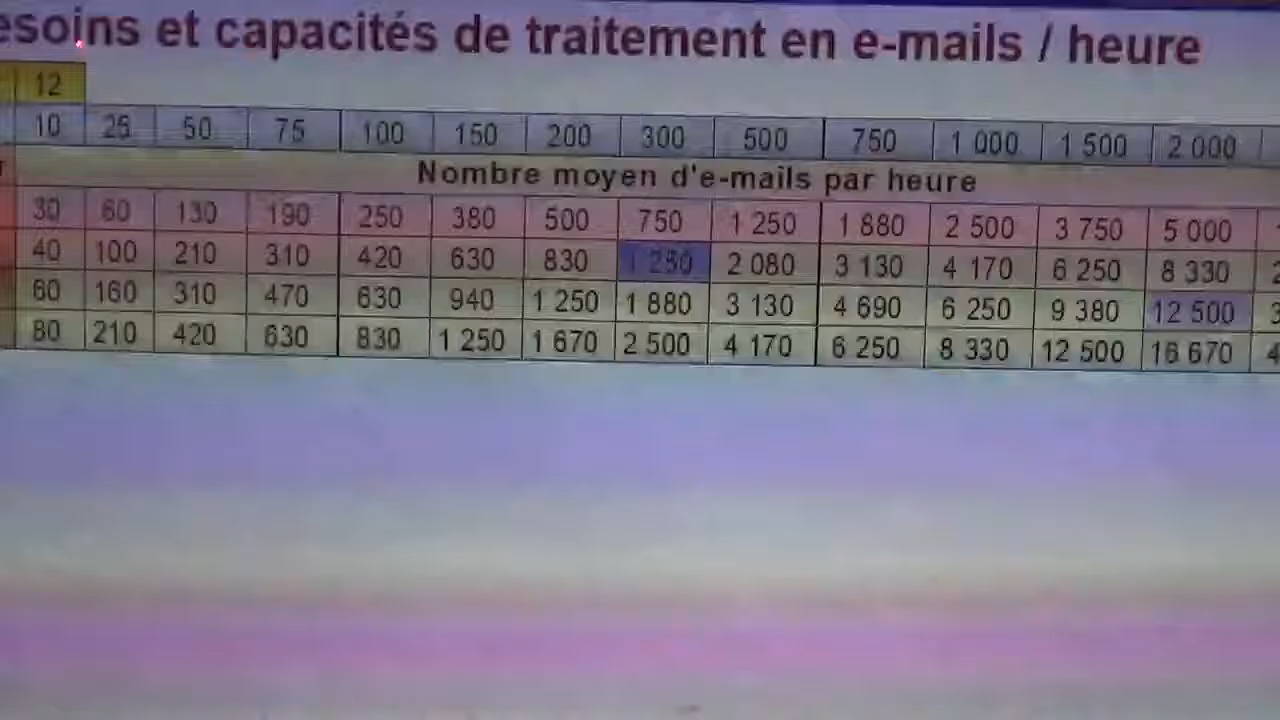 esoins et capacités de traitement en e-mails / heure
12
10 25 50 75 100 150 200 300 500 750 1 000 1 500 2 000
Nombre moyen d'e-mails par heure
30 60 130 190 250 380 500 750 1 250 1 880 2 500 3 750 5 000
40 100 210 310 420 630 830 1 250 2 080 3 130 4 170 6 250 8 330
60 160 310 470 630 940 1 250 1 880 3 130 4 690 6 250 9 380 12 500
80 210 420 630 830 1 250 1 670 2 500 4 170 6 250 8 330 12 500 16 670